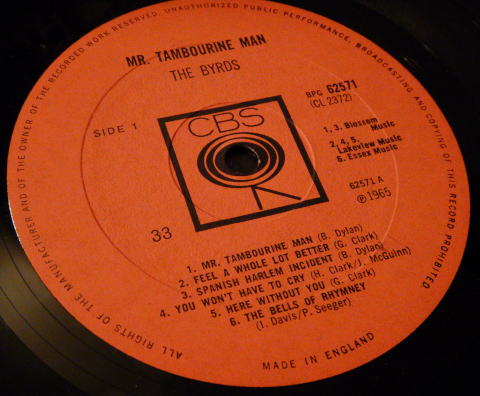 ALL RIGHTS OF THE MANUFACTURER AND OF THE OWNER OF THE RECORDED WORK RESERVED. UNAUTHORIZED PUBLIC PERFORMANCE, BROADCASTING AND COPYING OF THIS RECORD PROHIBITED
MR. TAMBOURINE MAN
THE BYRDS
SIDE 1
BPG 62571
(CL 2372)
1, 3. Blossom
Music
2, 4, 5.
Lakeview Music
6. Essex Music
CBS
62571 A
℗1965
33
1. MR. TAMBOURINE MAN (B. Dylan)
2. FEEL A WHOLE LOT BETTER (G. Clark)
3. SPANISH HARLEM INCIDENT (B. Dylan)
4. YOU WON'T HAVE TO CRY (H. Clark/J. McGuinn)
5. HERE WITHOUT YOU (G. Clark)
6. THE BELLS OF RHYMNEY
(I. Davis/P. Seeger)
MADE IN ENGLAND